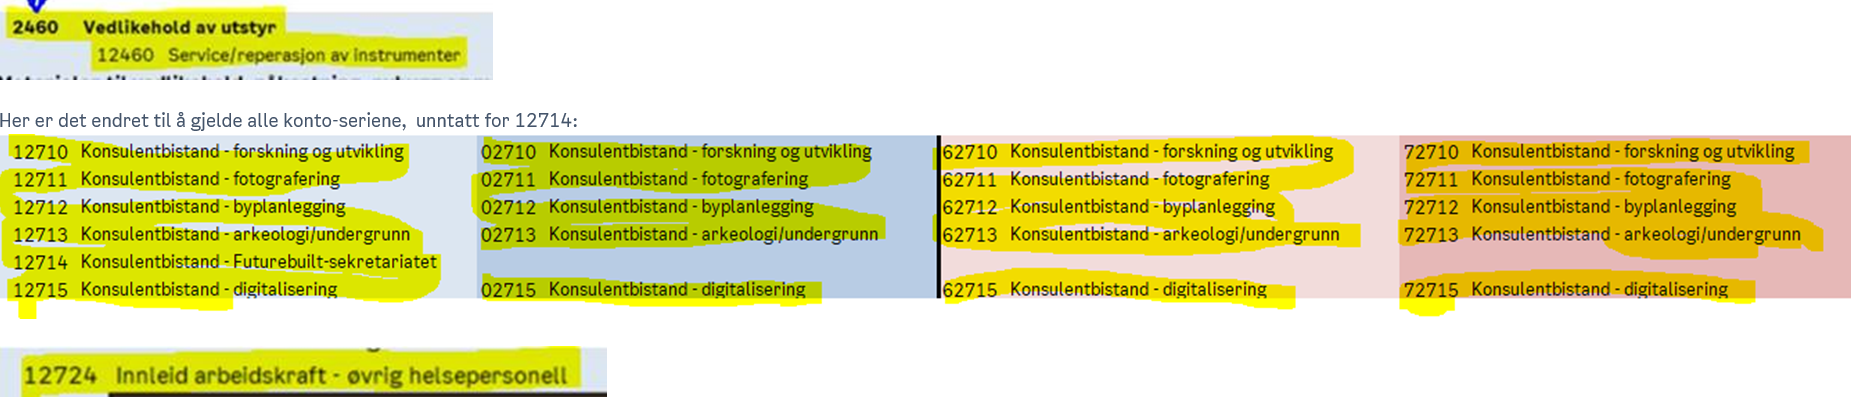 2460 Vedlikehold av utstyr
12460 Service/reperasjon av instrumenter
Her er det endret til å gjelde alle konto-seriene, unntatt for 12714:
12710 Konsulentbistand - forskning og utvikling 02710 Konsulentbistand - forskning og utvikling 62710 Konsulentbistand - forskning og utvikling 72710 Konsulentbistand - forskning og utvikling
12711 Konsulentbistand - fotografering 02711 Konsulentbistand - fotografering 62711 Konsulentbistand - fotografering 72711 Konsulentbistand - fotografering
12712 Konsulentbistand - byplanlegging 02712 Konsulentbistand - byplanlegging 62712 Konsulentbistand - byplanlegging 72712 Konsulentbistand - byplanlegging
12713 Konsulentbistand - arkeologi/undergrunn 02713 Konsulentbistand - arkeologi/undergrunn 62713 Konsulentbistand - arkeologi/undergrunn 72713 Konsulentbistand - arkeologi/undergrunn
12714 Konsulentbistand - Futurebuilt-sekretariatet
12715 Konsulentbistand - digitalisering 02715 Konsulentbistand - digitalisering 62715 Konsulentbistand - digitalisering 72715 Konsulentbistand - digitalisering
12724 Innleid arbeidskraft - øvrig helsepersonell